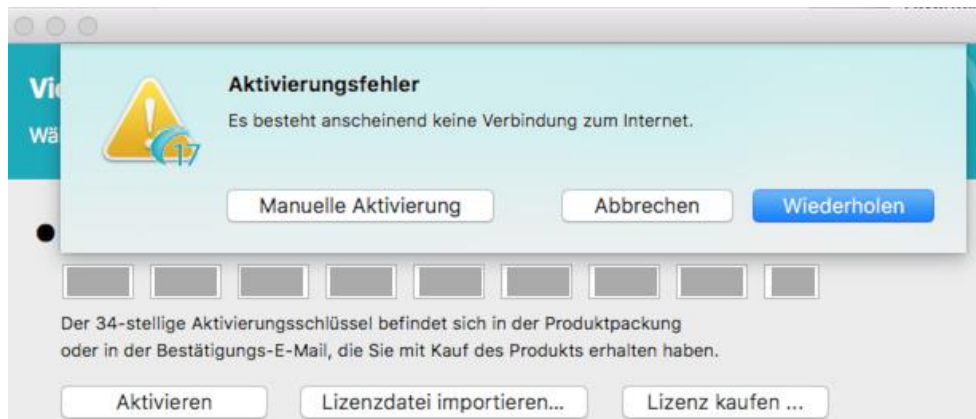 Aktivierungsfehler
Es besteht anscheinend keine Verbindung zum Internet.
17
Manuelle Aktivierung
Abbrechen
Wiederholen
Der 34-stellige Aktivierungsschlüssel befindet sich in der Produktpackung
oder in der Bestätigungs-E-Mail, die Sie mit Kauf des Produkts erhalten haben.
Aktivieren
Lizenzdatei importieren...
Lizenz kaufen ...